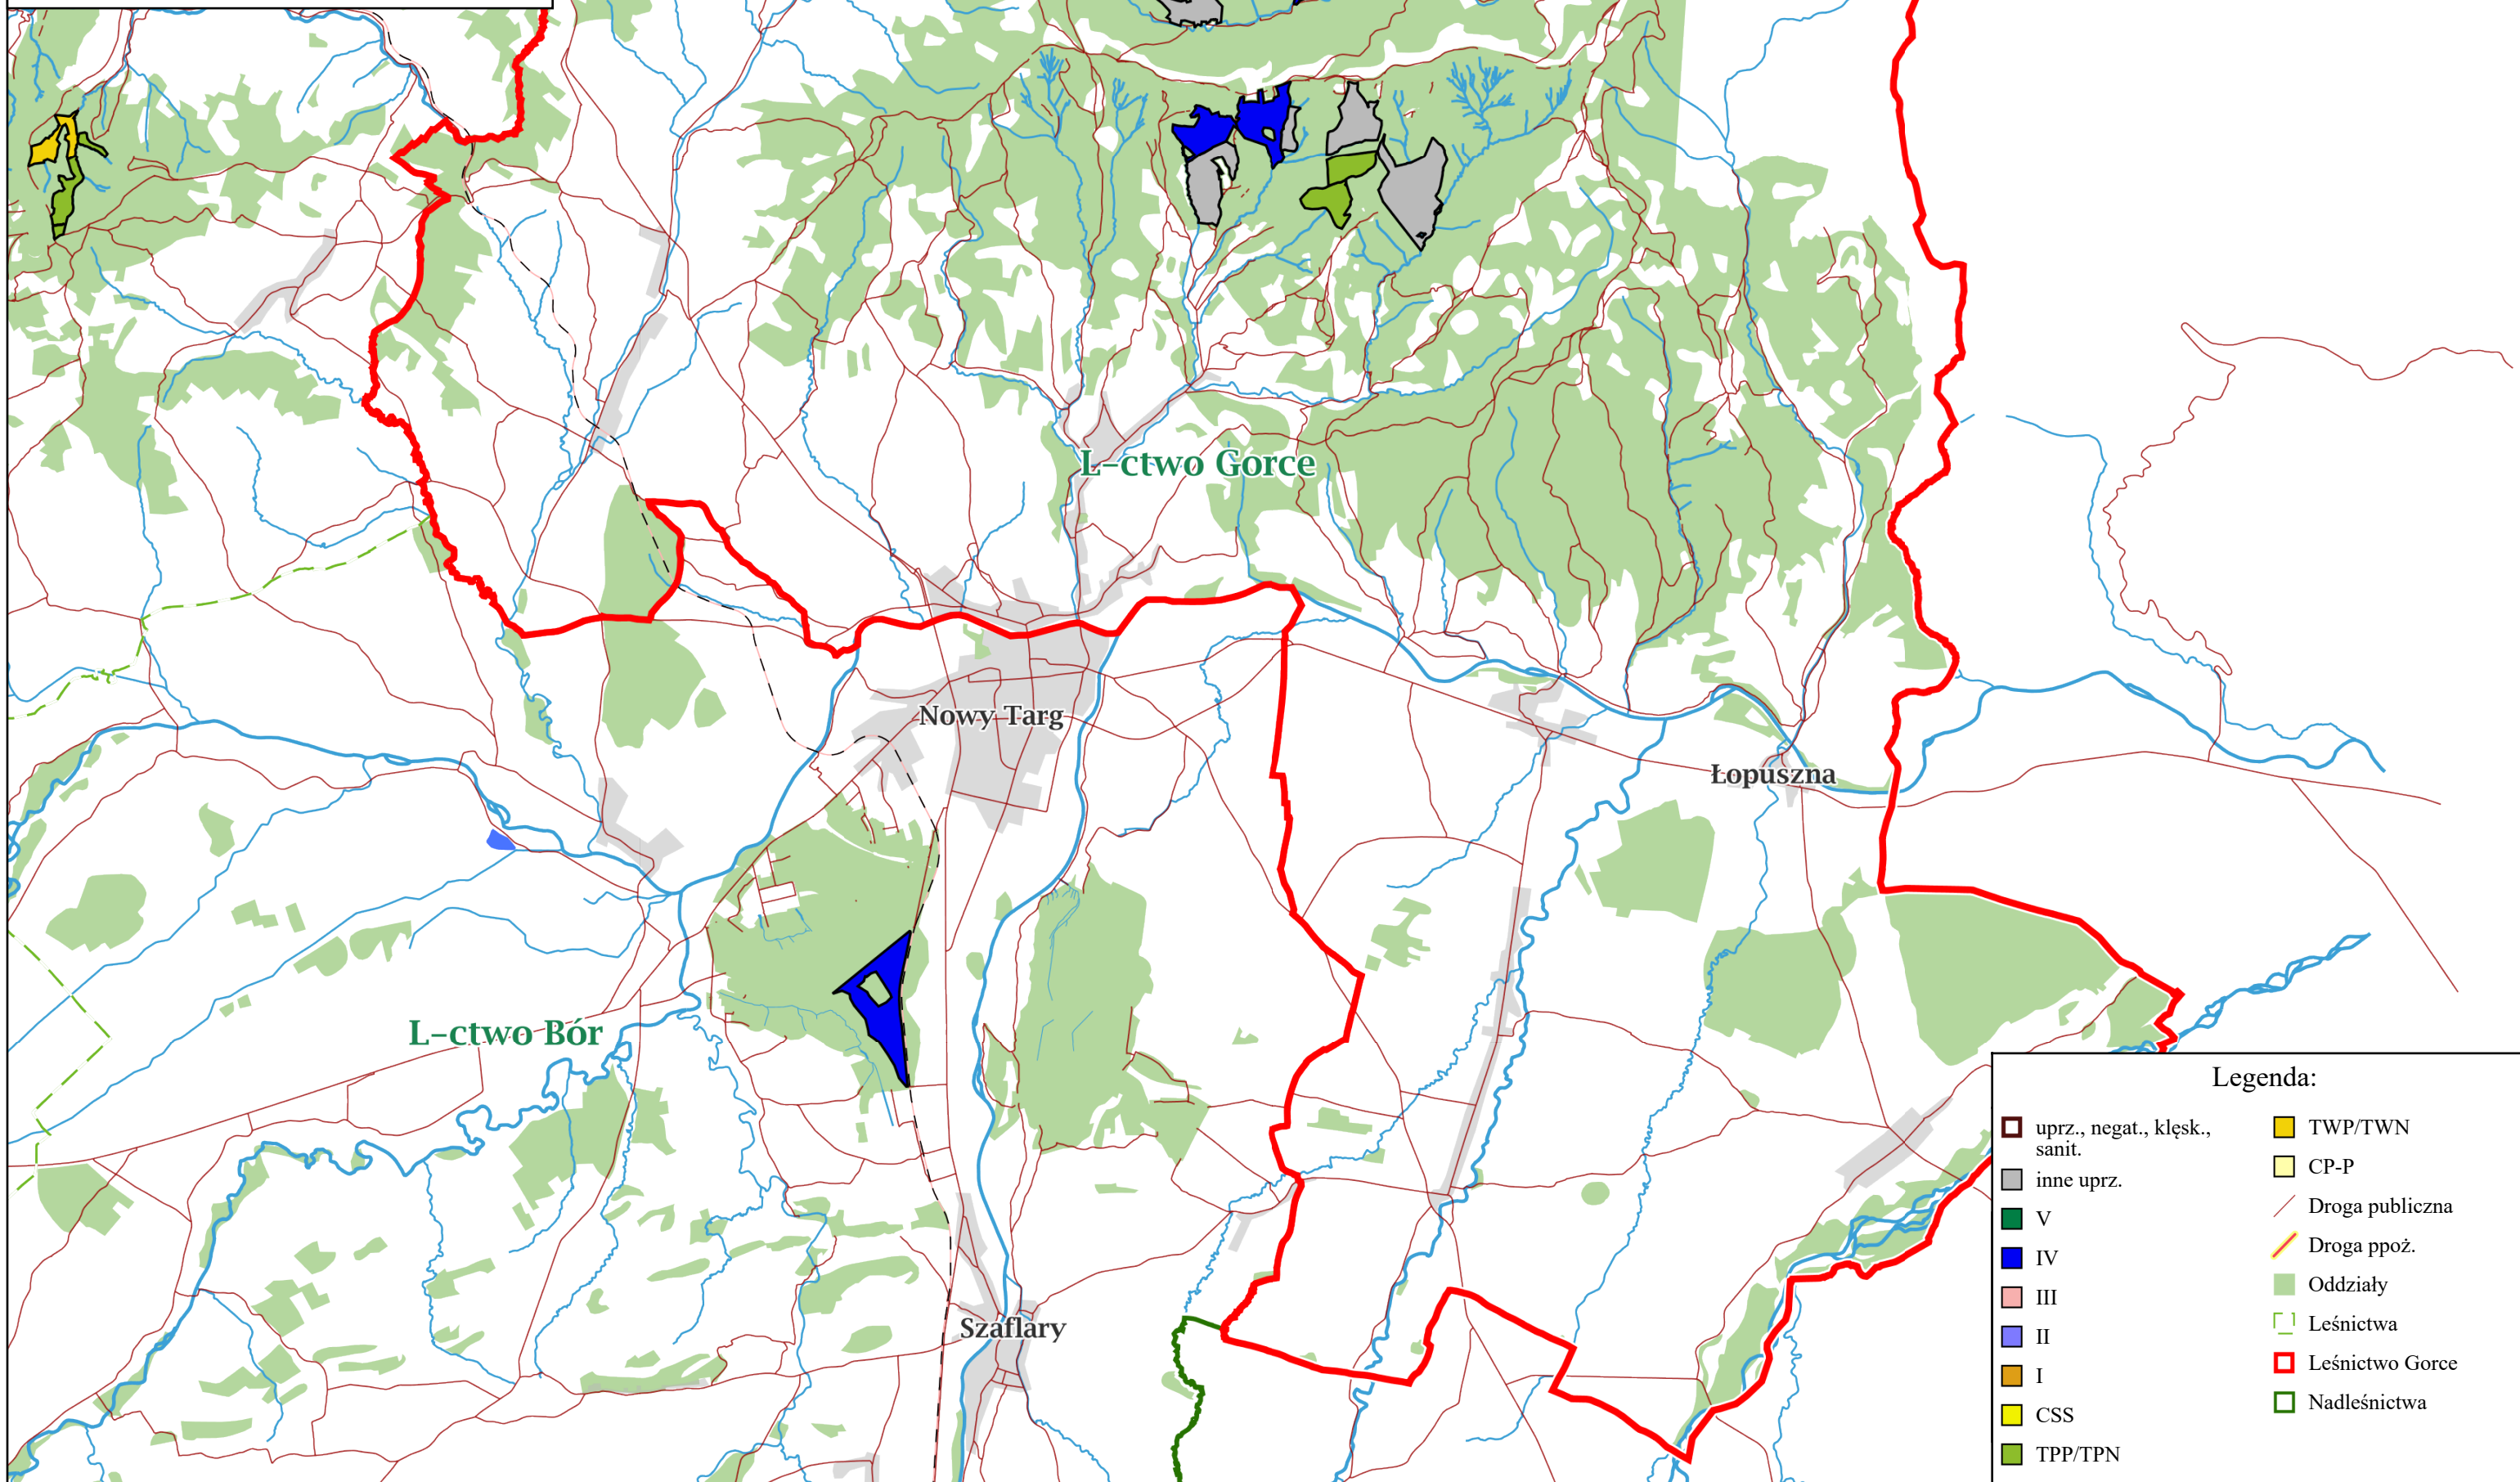 L–ctwo Gorce
Nowy Targ
Łopuszna
L–ctwo Bór
Szaflary
Legenda:
uprz., negat., klęsk.,
sanit.
inne uprz.
V
IV
III
II
I
CSS
TPP/TPN
TWP/TWN
CP-P
Droga publiczna
Droga ppoż.
Oddziały
Leśnictwa
Leśnictwo Gorce
Nadleśnictwa